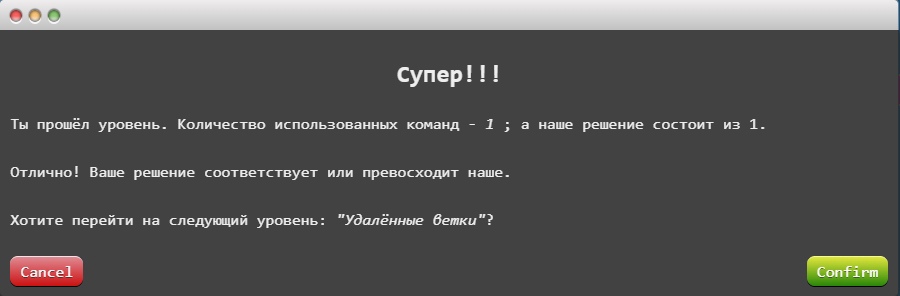 Супер!!!
Ты прошёл уровень. Количество использованных команд - 1 ; а наше решение состоит из 1.
Отлично! Ваше решение соответствует или превосходит наше.
Хотите перейти на следующий уровень: "Удалённые ветки"?
Cancel
Confirm